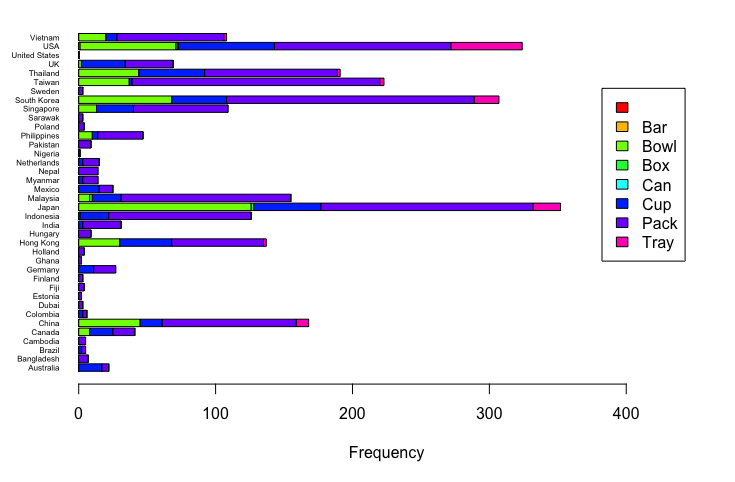 Vietnam
USA
United States
UK
Thailand
Taiwan
Sweden
South Korea
Singapore
Sarawak
Poland
Philippines
Pakistan
Nigeria
Netherlands
Nepal
Myanmar
Mexico
Malaysia
Japan
Indonesia
India
Hungary
Hong Kong
Holland
Ghana
Germany
Finland
Fiji
Estonia
Dubai
Colombia
China
Canada
Cambodia
Brazil
Bangladesh
Australia
Bar
Bowl
Box
Can
Cup
Pack
Tray
0 100 200 300 400
Frequency